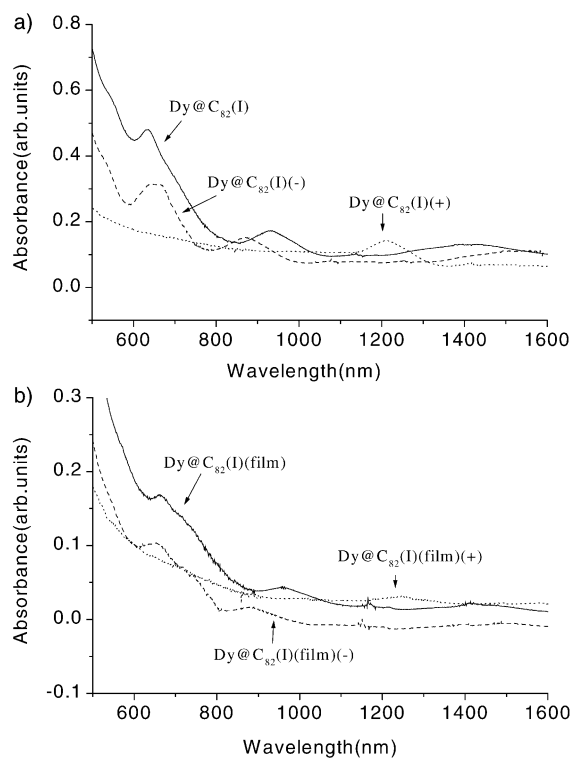 a)
0.8
0.6
0.4
0.2
0.0
Absorbance(arb.units)
Dy@C82(I)
Dy@C82(I)(-)
Dy@C82(I)(+)
600 800 1000 1200 1400 1600
Wavelength(nm)
b)
0.3
0.2
0.1
0.0
-0.1
Absorbance(arb.units)
Dy@C82(I)(film)
Dy@C82(I)(film)(+)
Dy@C82(I)(film)(-)
600 800 1000 1200 1400 1600
Wavelength(nm)